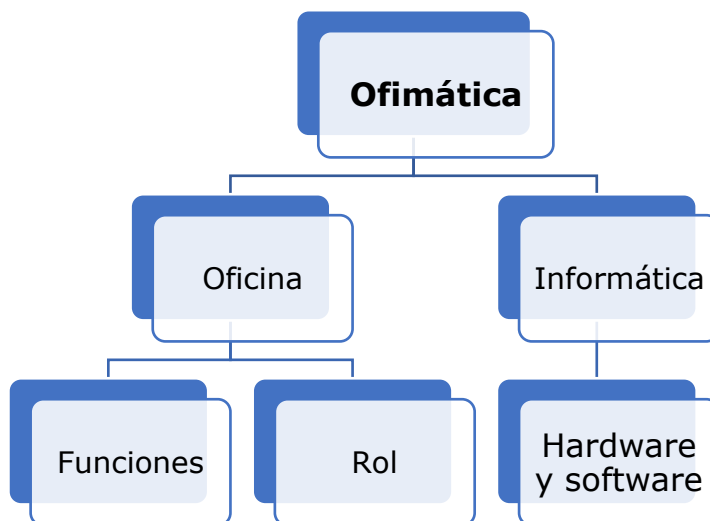 Ofimática
Oficina
Informática
Funciones
Rol
Hardware
y software